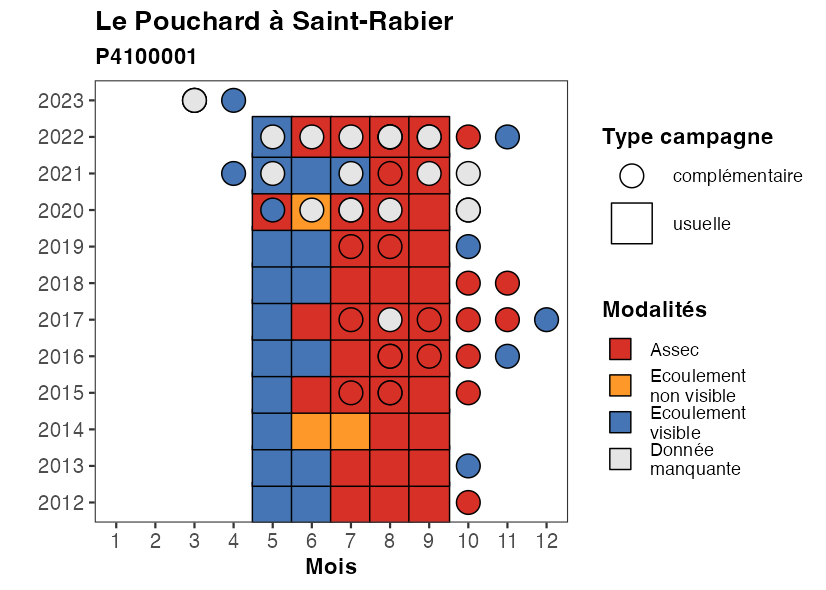 Le Pouchard à Saint-Rabier
P4100001
2023
2022
2021
2020
2019
2018
2017
2016
2015
2014
2013
2012
1 2 3 4 5 6 7 8 9 10 11 12
Mois
Type campagne
complémentaire
usuelle
Modalités
Assec
Ecoulement
non visible
Ecoulement
visible
Donnée
manquante